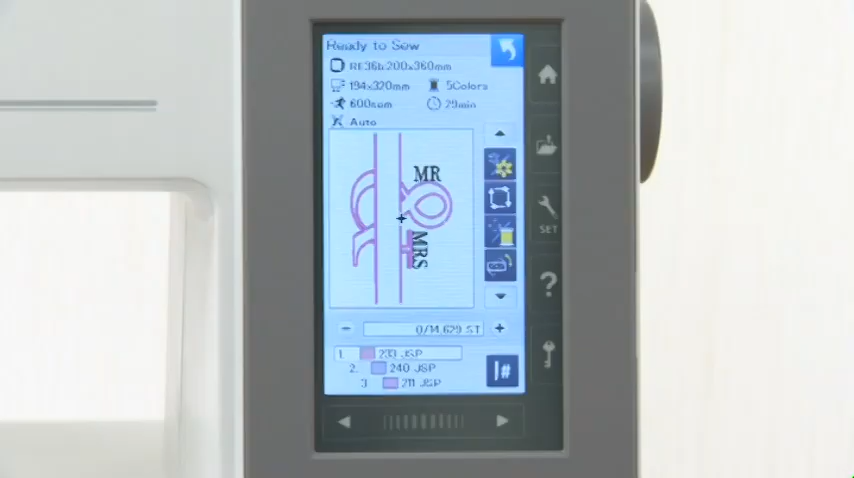 Ready to Sew
RE36b:200x360mm
194x320mm 5Colors
600spm 29min
Auto
MR
MRS
SET
?
− 0/14,629 ST +
1. 233 JSP
2. 240 JSP
3 211 JSP